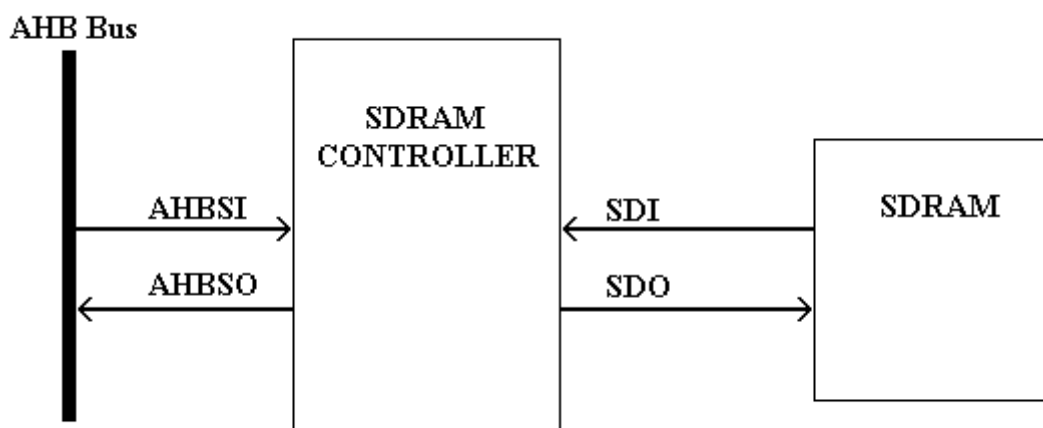 AHB Bus
SDRAM
CONTROLLER
AHBSI
SDI
SDRAM
AHBSO
SDO